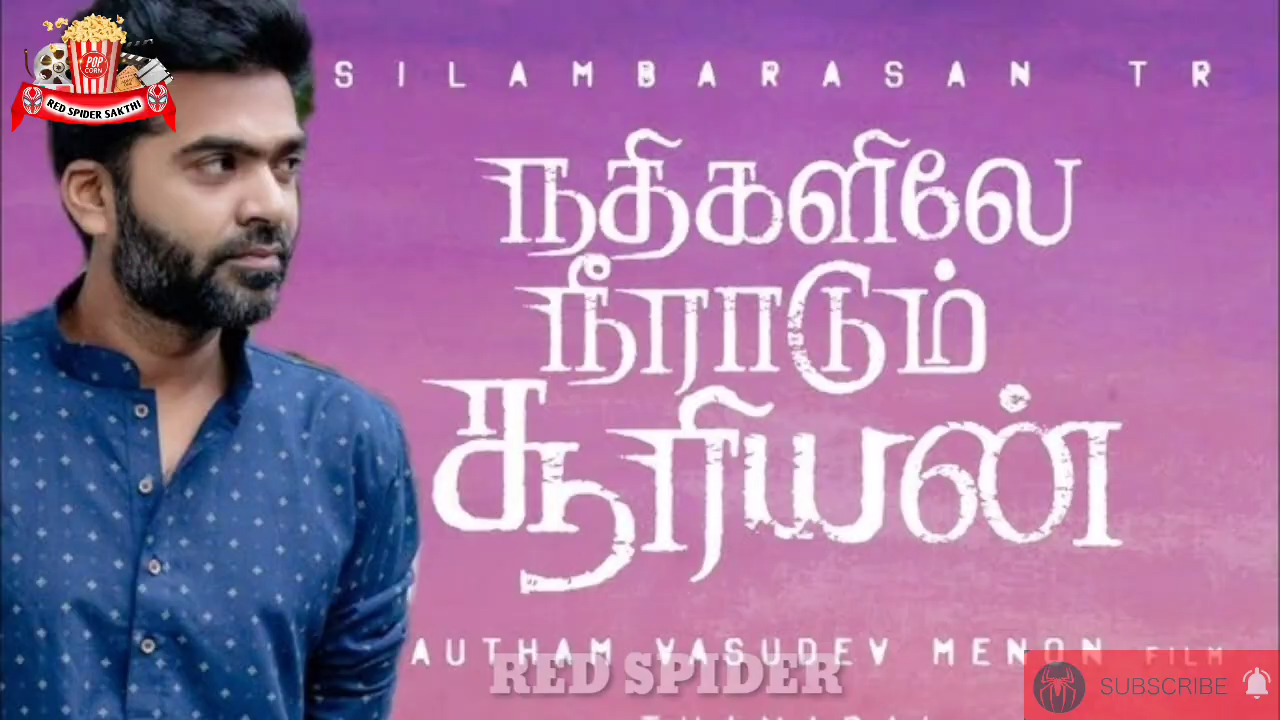 POP
CORN
RED SPIDER SAKTHI
SILAMBARASAN TR
நதிகளிலே
நீராடும்
சூரியன்
AUTHAM VASUDEV MENON FILM
RED SPIDER
SUBSCRIBE